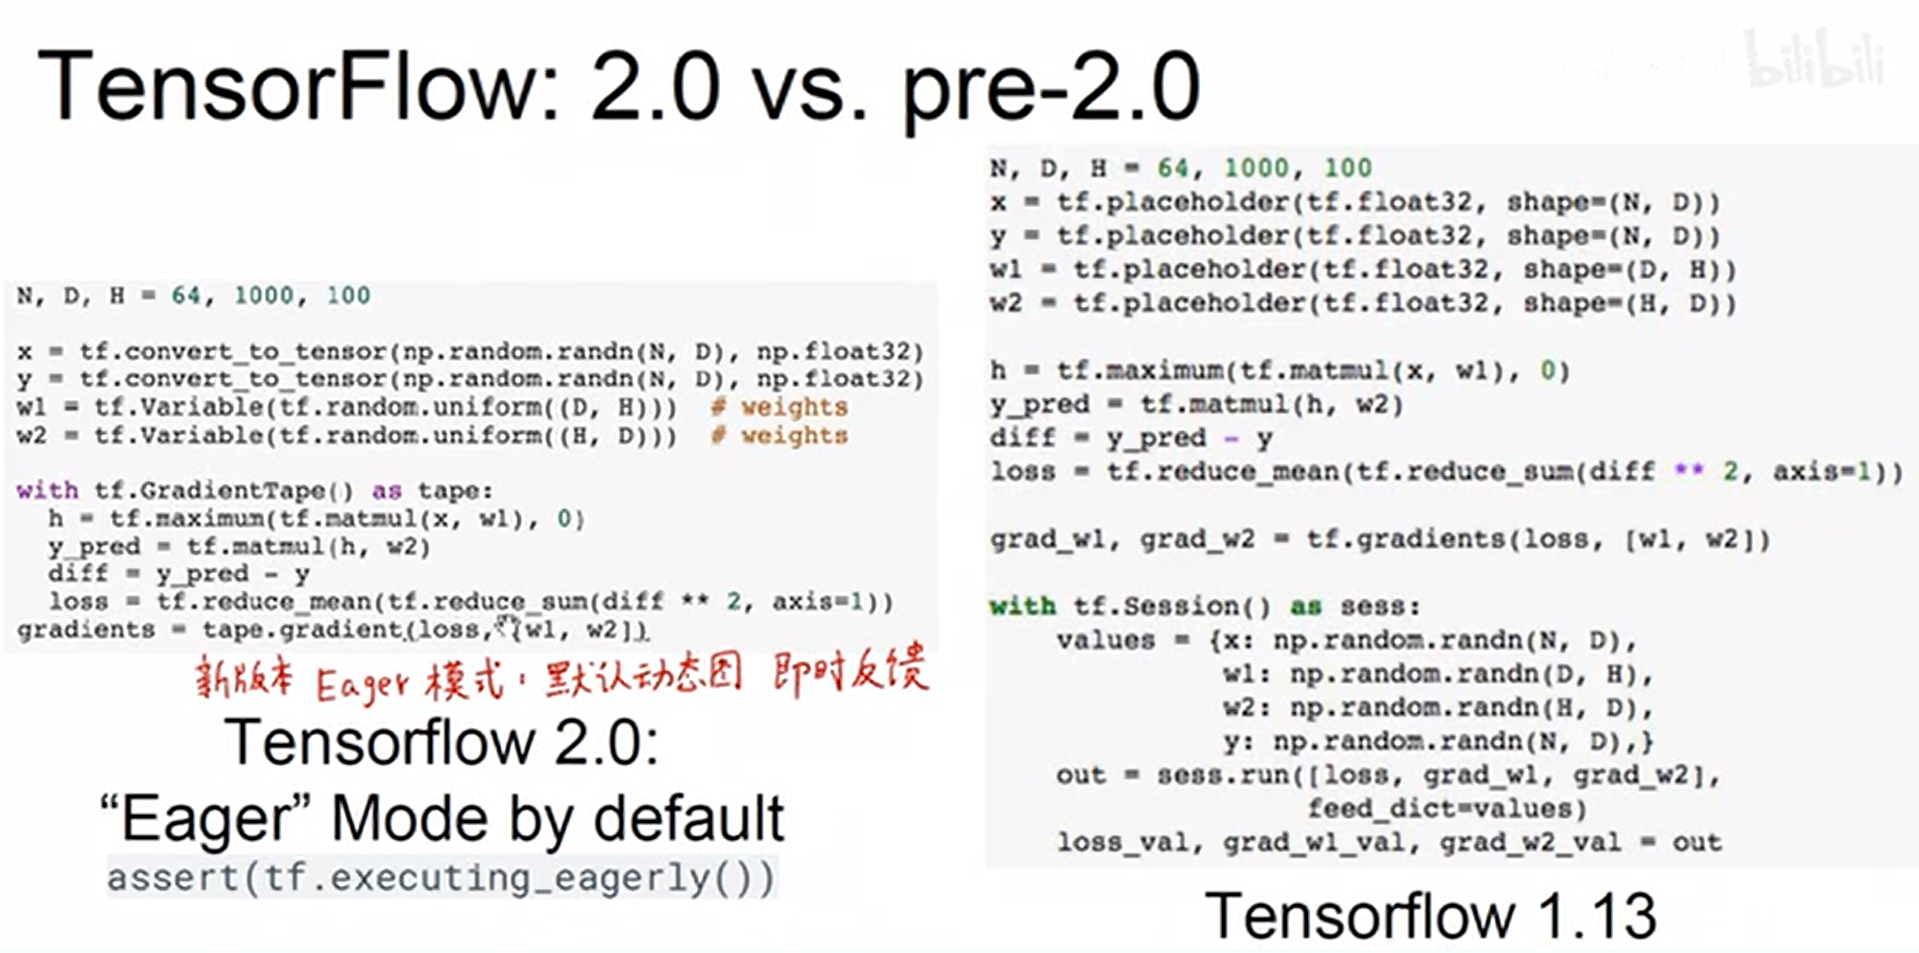 TensorFlow: 2.0 vs. pre-2.0
bilibili
N, D, H = 64, 1000, 100
x = tf.convert_to_tensor(np.random.randn(N, D), np.float32)
y = tf.convert_to_tensor(np.random.randn(N, D), np.float32)
w1 = tf.Variable(tf.random.uniform((D, H))) # weights
w2 = tf.Variable(tf.random.uniform((H, D))) # weights
with tf.GradientTape() as tape:
h = tf.maximum(tf.matmul(x, w1), 0)
y_pred = tf.matmul(h, w2)
diff = y_pred - y
loss = tf.reduce_mean(tf.reduce_sum(diff ** 2, axis=1))
gradients = tape.gradient(loss, [w1, w2])
新版本 Eager 模式：默认动态图 即时反馈
Tensorflow 2.0:
“Eager” Mode by default
assert(tf.executing_eagerly())
N, D, H = 64, 1000, 100
x = tf.placeholder(tf.float32, shape=(N, D))
y = tf.placeholder(tf.float32, shape=(N, D))
w1 = tf.placeholder(tf.float32, shape=(D, H))
w2 = tf.placeholder(tf.float32, shape=(H, D))
h = tf.maximum(tf.matmul(x, w1), 0)
y_pred = tf.matmul(h, w2)
diff = y_pred - y
loss = tf.reduce_mean(tf.reduce_sum(diff ** 2, axis=1))
grad_w1, grad_w2 = tf.gradients(loss, [w1, w2])
with tf.Session() as sess:
values = {x: np.random.randn(N, D),
w1: np.random.randn(D, H),
w2: np.random.randn(H, D),
y: np.random.randn(N, D),}
out = sess.run([loss, grad_w1, grad_w2],
feed_dict=values)
loss_val, grad_w1_val, grad_w2_val = out
Tensorflow 1.13